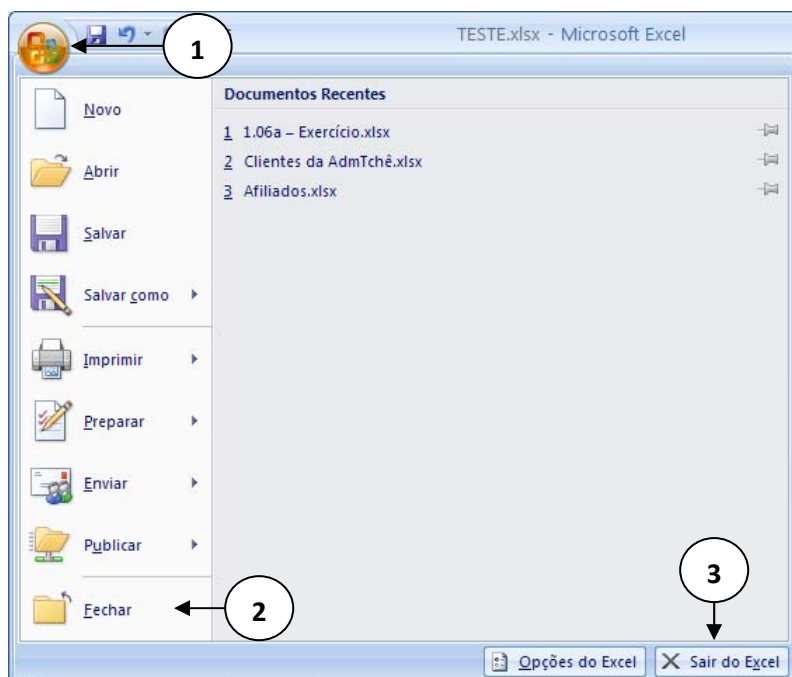 TESTE.xlsx - Microsoft Excel
1
Novo
Abrir
Salvar
Salvar como
Imprimir
Preparar
Enviar
Publicar
Fechar
2
Documentos Recentes
1 1.06a – Exercício.xlsx
2 Clientes da AdmTchê.xlsx
3 Afiliados.xlsx
3
Opções do Excel
Sair do Excel